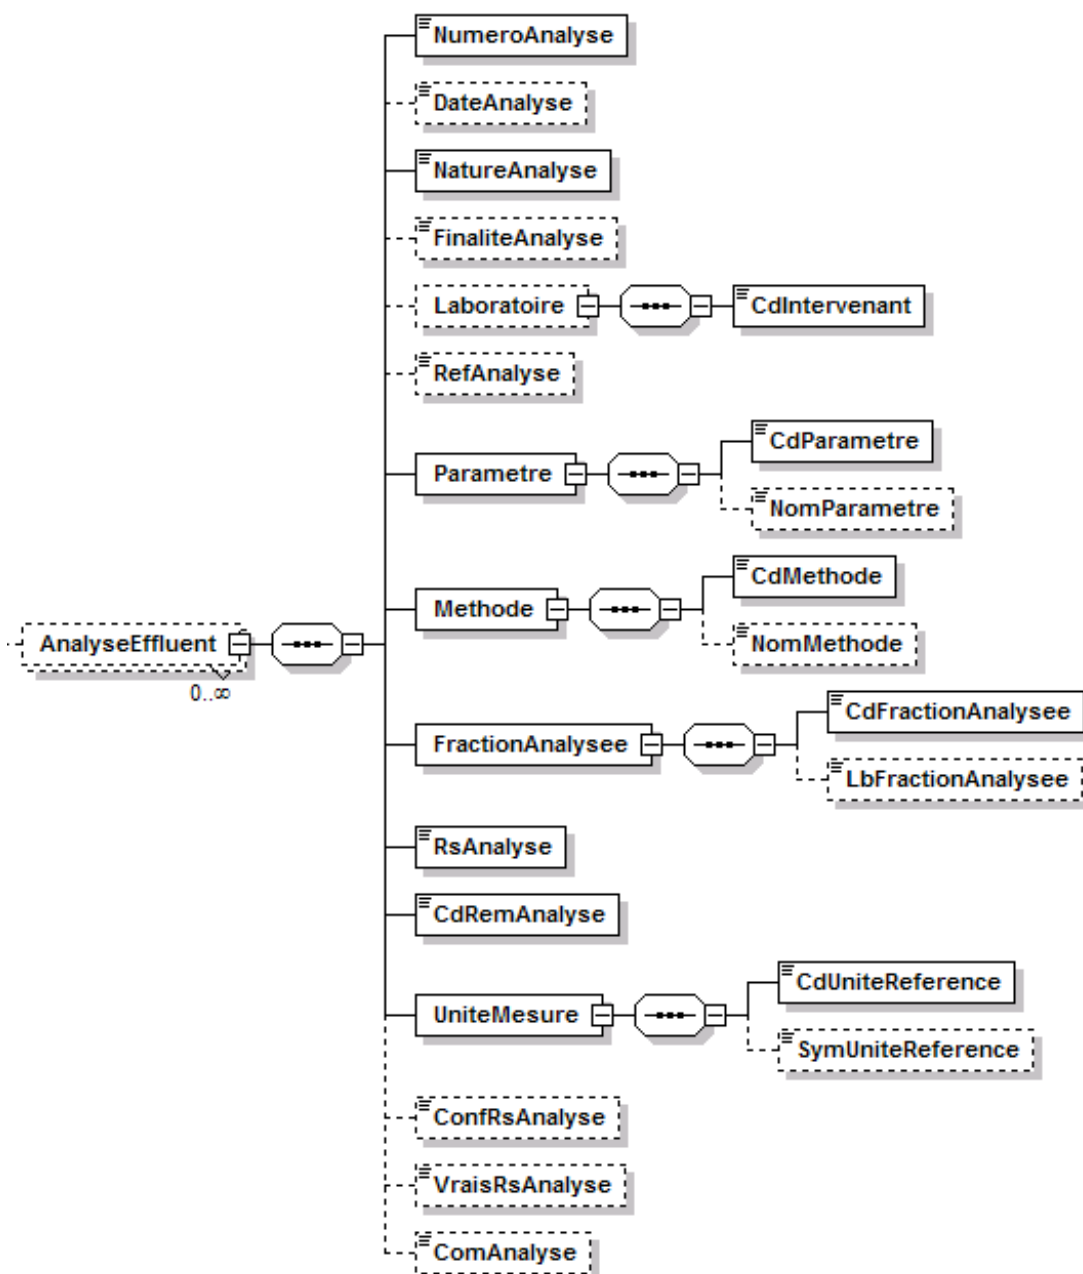 NumeroAnalyse
DateAnalyse
NatureAnalyse
FinaliteAnalyse
Laboratoire
CdIntervenant
RefAnalyse
Parametre
CdParametre
NomParametre
Methode
CdMethode
NomMethode
AnalyseEffluent
0..∞
FractionAnalysee
CdFractionAnalysee
LbFractionAnalysee
RsAnalyse
CdRemAnalyse
UniteMesure
CdUniteReference
SymUniteReference
ConfRsAnalyse
VraisRsAnalyse
ComAnalyse